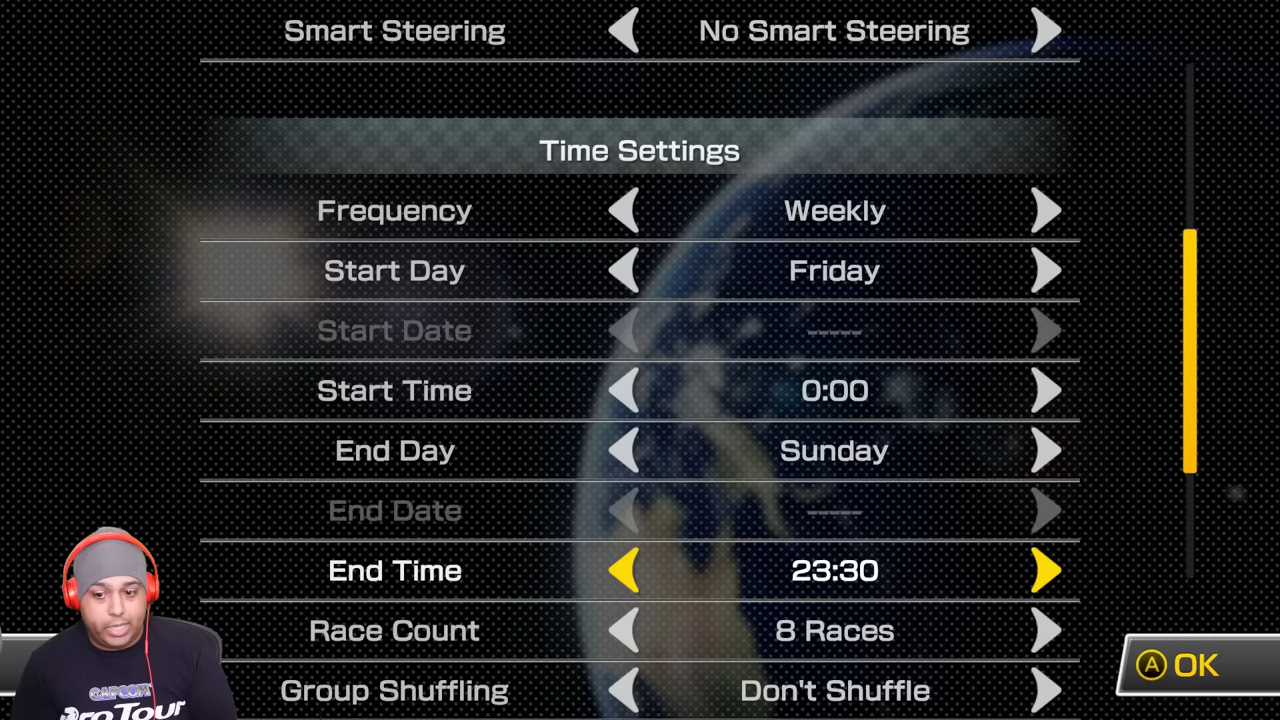 Smart Steering No Smart Steering
Time Settings
Frequency Weekly
Start Day Friday
Start Date -----
Start Time 0:00
End Day Sunday
End Date -----
End Time 23:30
Race Count 8 Races
Group Shuffling Don't Shuffle
A OK
CAPCOM
Pro Tour